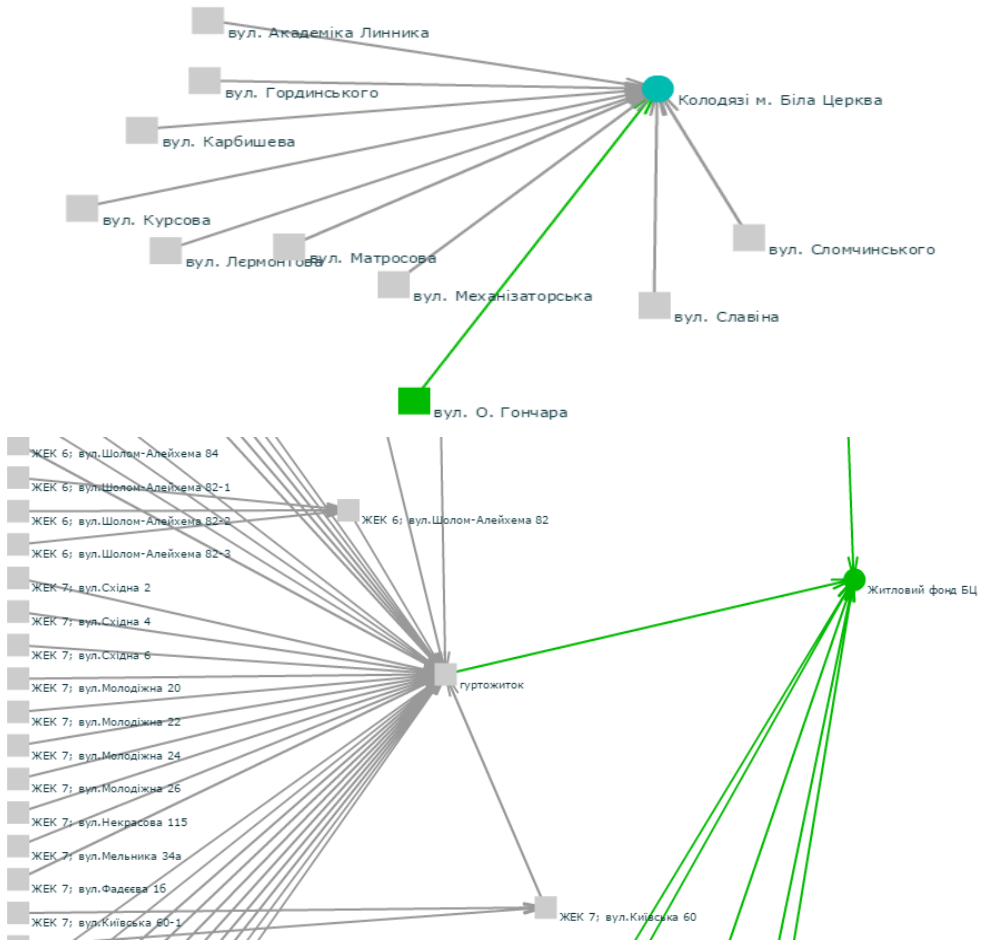 вул. Академіка Линника
вул. Гординського
Колодязі м. Біла Церква
вул. Карбишева
вул. Курсова
вул. Лєрмонтова
вул. Матросова
вул. Сломчинського
вул. Механізаторська
вул. Славіна
вул. О. Гончара
ЖЕК 6; вул.Шолом-Алейхема 84
ЖЕК 6; вул.Шолом-Алейхема 82-1
ЖЕК 6; вул.Шолом-Алейхема 82-2
ЖЕК 6; вул.Шолом-Алейхема 82
ЖЕК 6; вул.Шолом-Алейхема 82-3
ЖЕК 7; вул.Східна 2
Житловий фонд БЦ
ЖЕК 7; вул.Східна 4
ЖЕК 7; вул.Східна 6
ЖЕК 7; вул.Молодіжна 20
гуртожиток
ЖЕК 7; вул.Молодіжна 22
ЖЕК 7; вул.Молодіжна 24
ЖЕК 7; вул.Молодіжна 26
ЖЕК 7; вул.Некрасова 115
ЖЕК 7; вул.Мельника 34а
ЖЕК 7; вул.Фадєєва 16
ЖЕК 7; вул.Київська 60-1
ЖЕК 7; вул.Київська 60